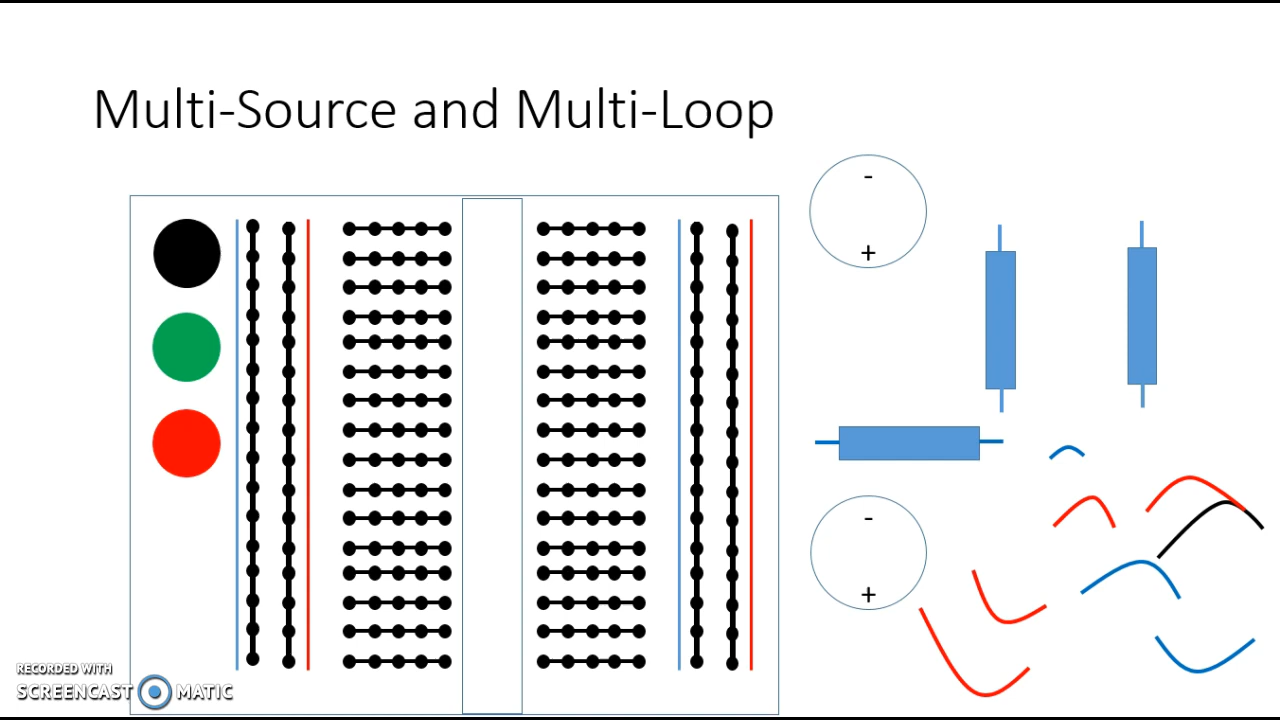 Multi-Source and Multi-Loop
-
+
-
+
RECORDED WITH
SCREENCAST MATIC